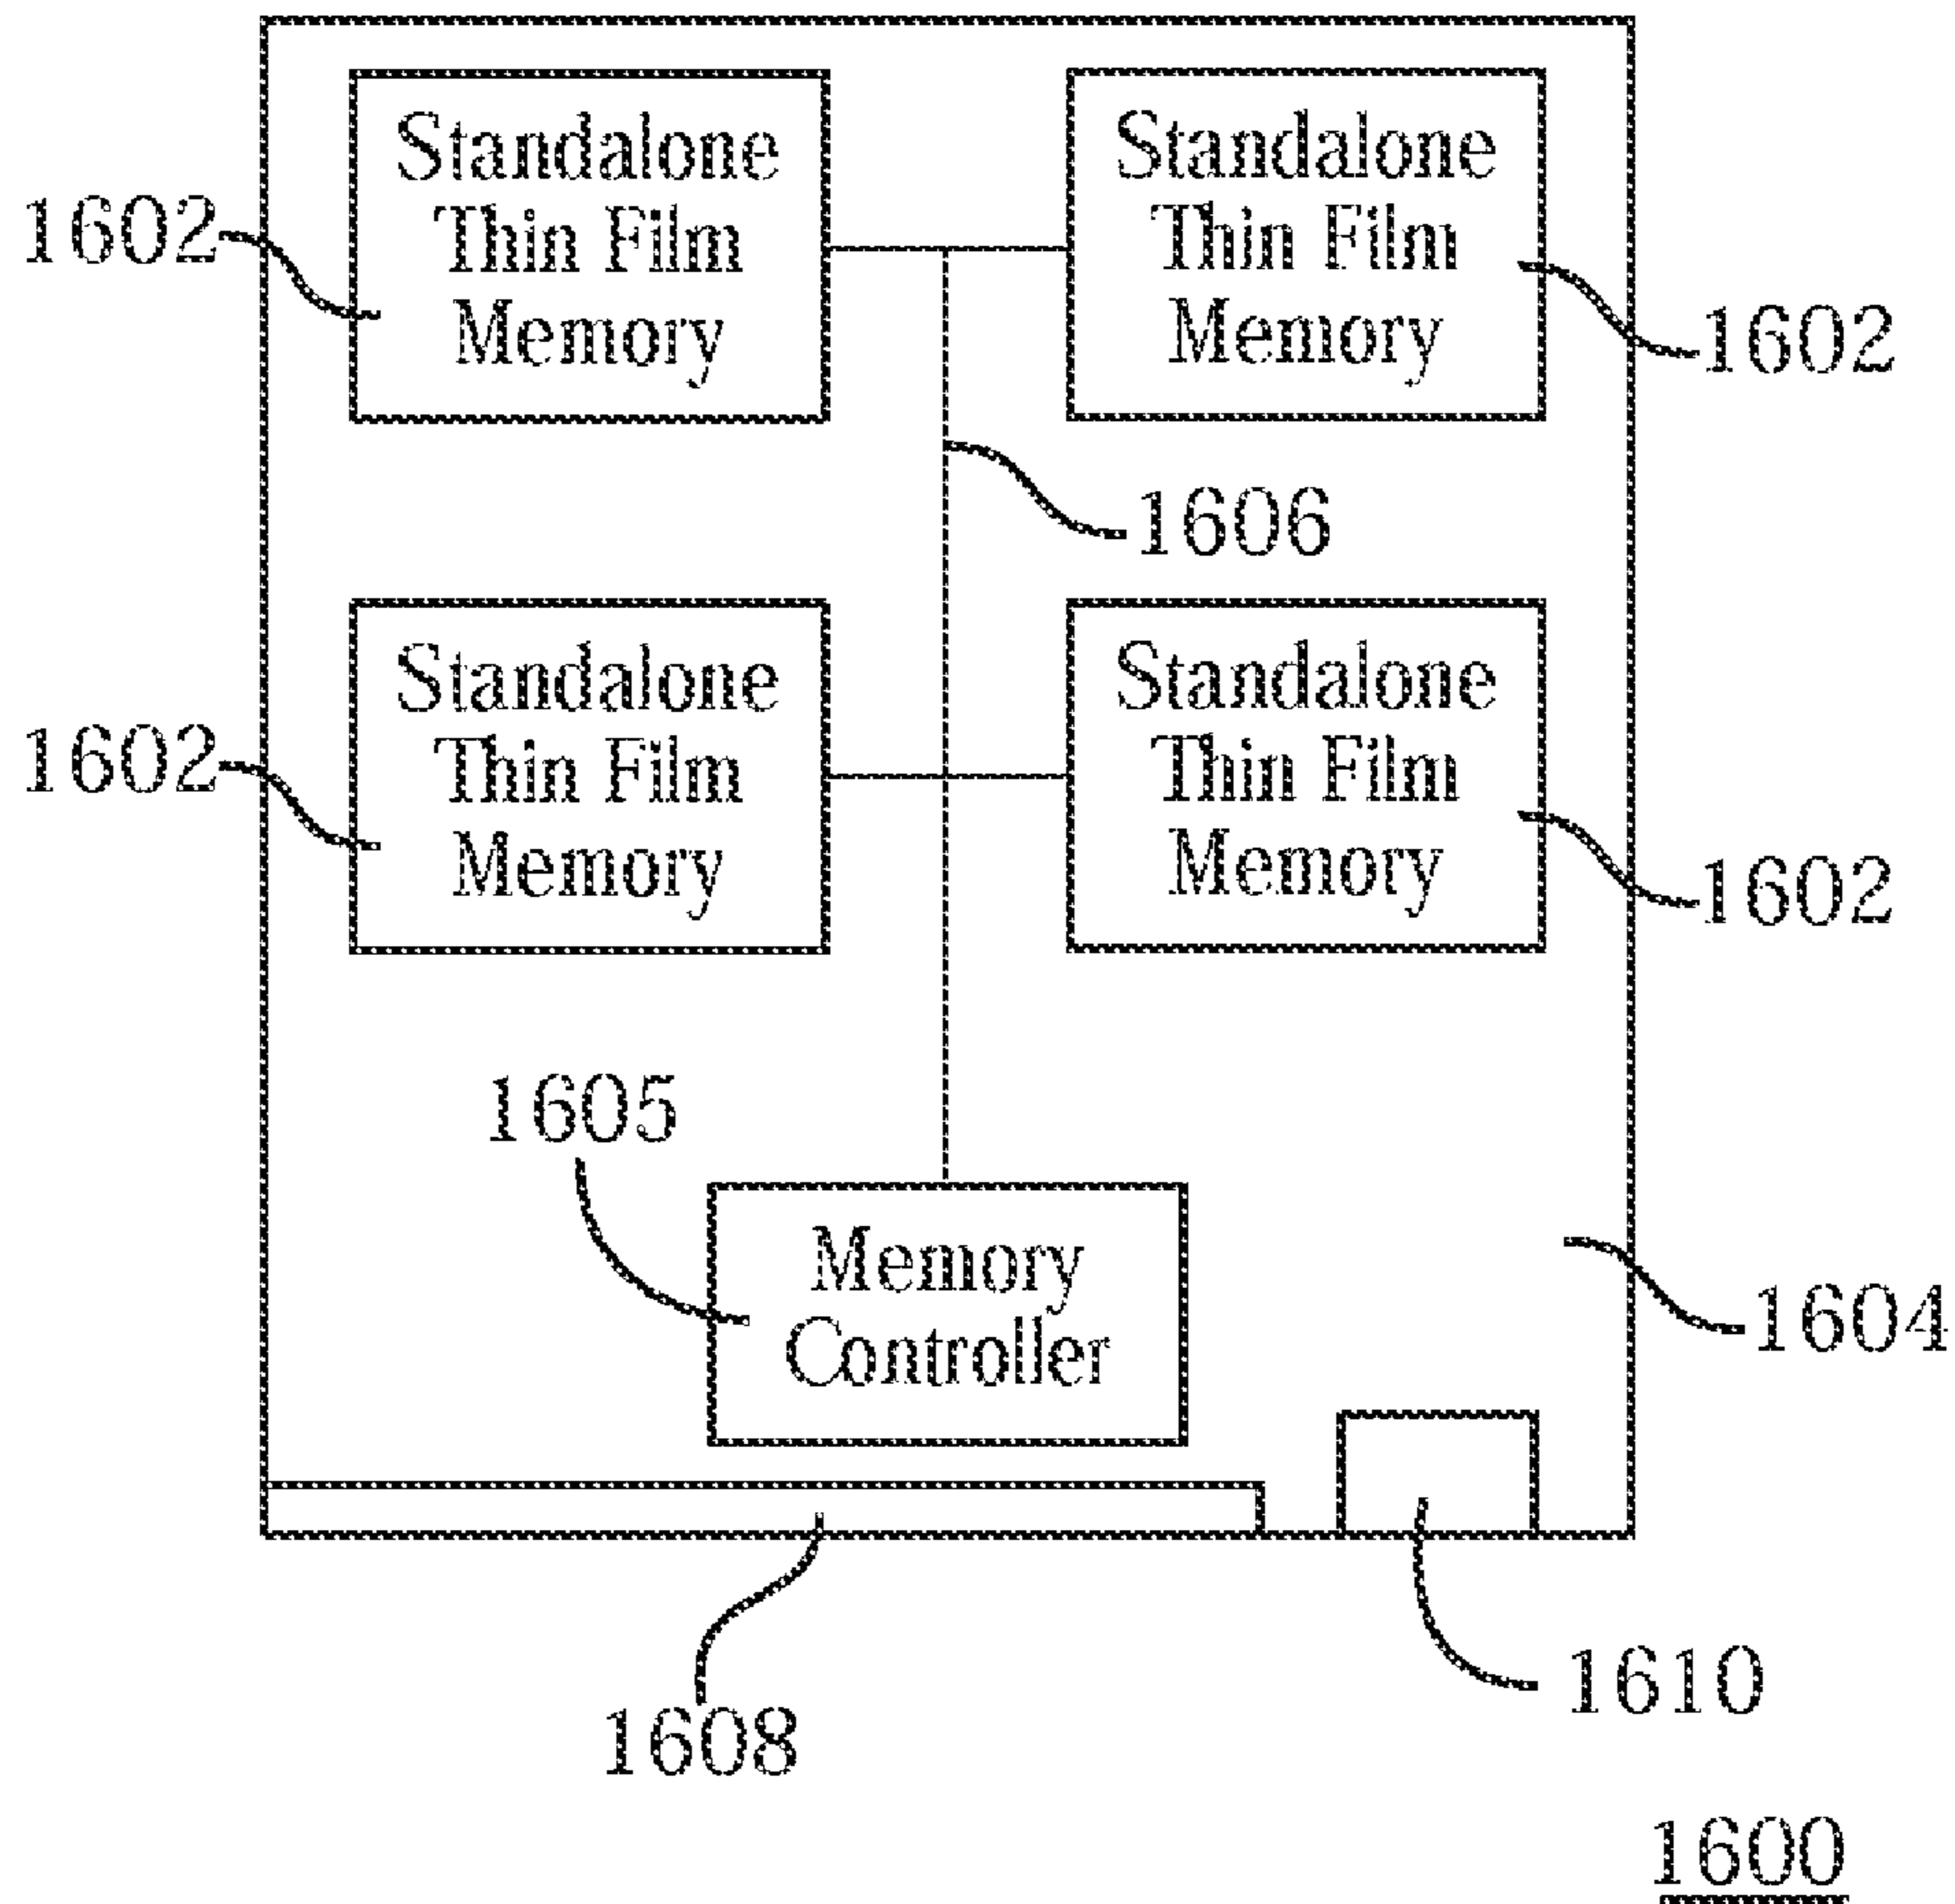 Standalone
Thin Film
Memory
Standalone
Thin Film
Memory
1602
1602
1606
Standalone
Thin Film
Memory
Standalone
Thin Film
Memory
1602
1602
1605
Memory
Controller
1604
1610
1608
1600